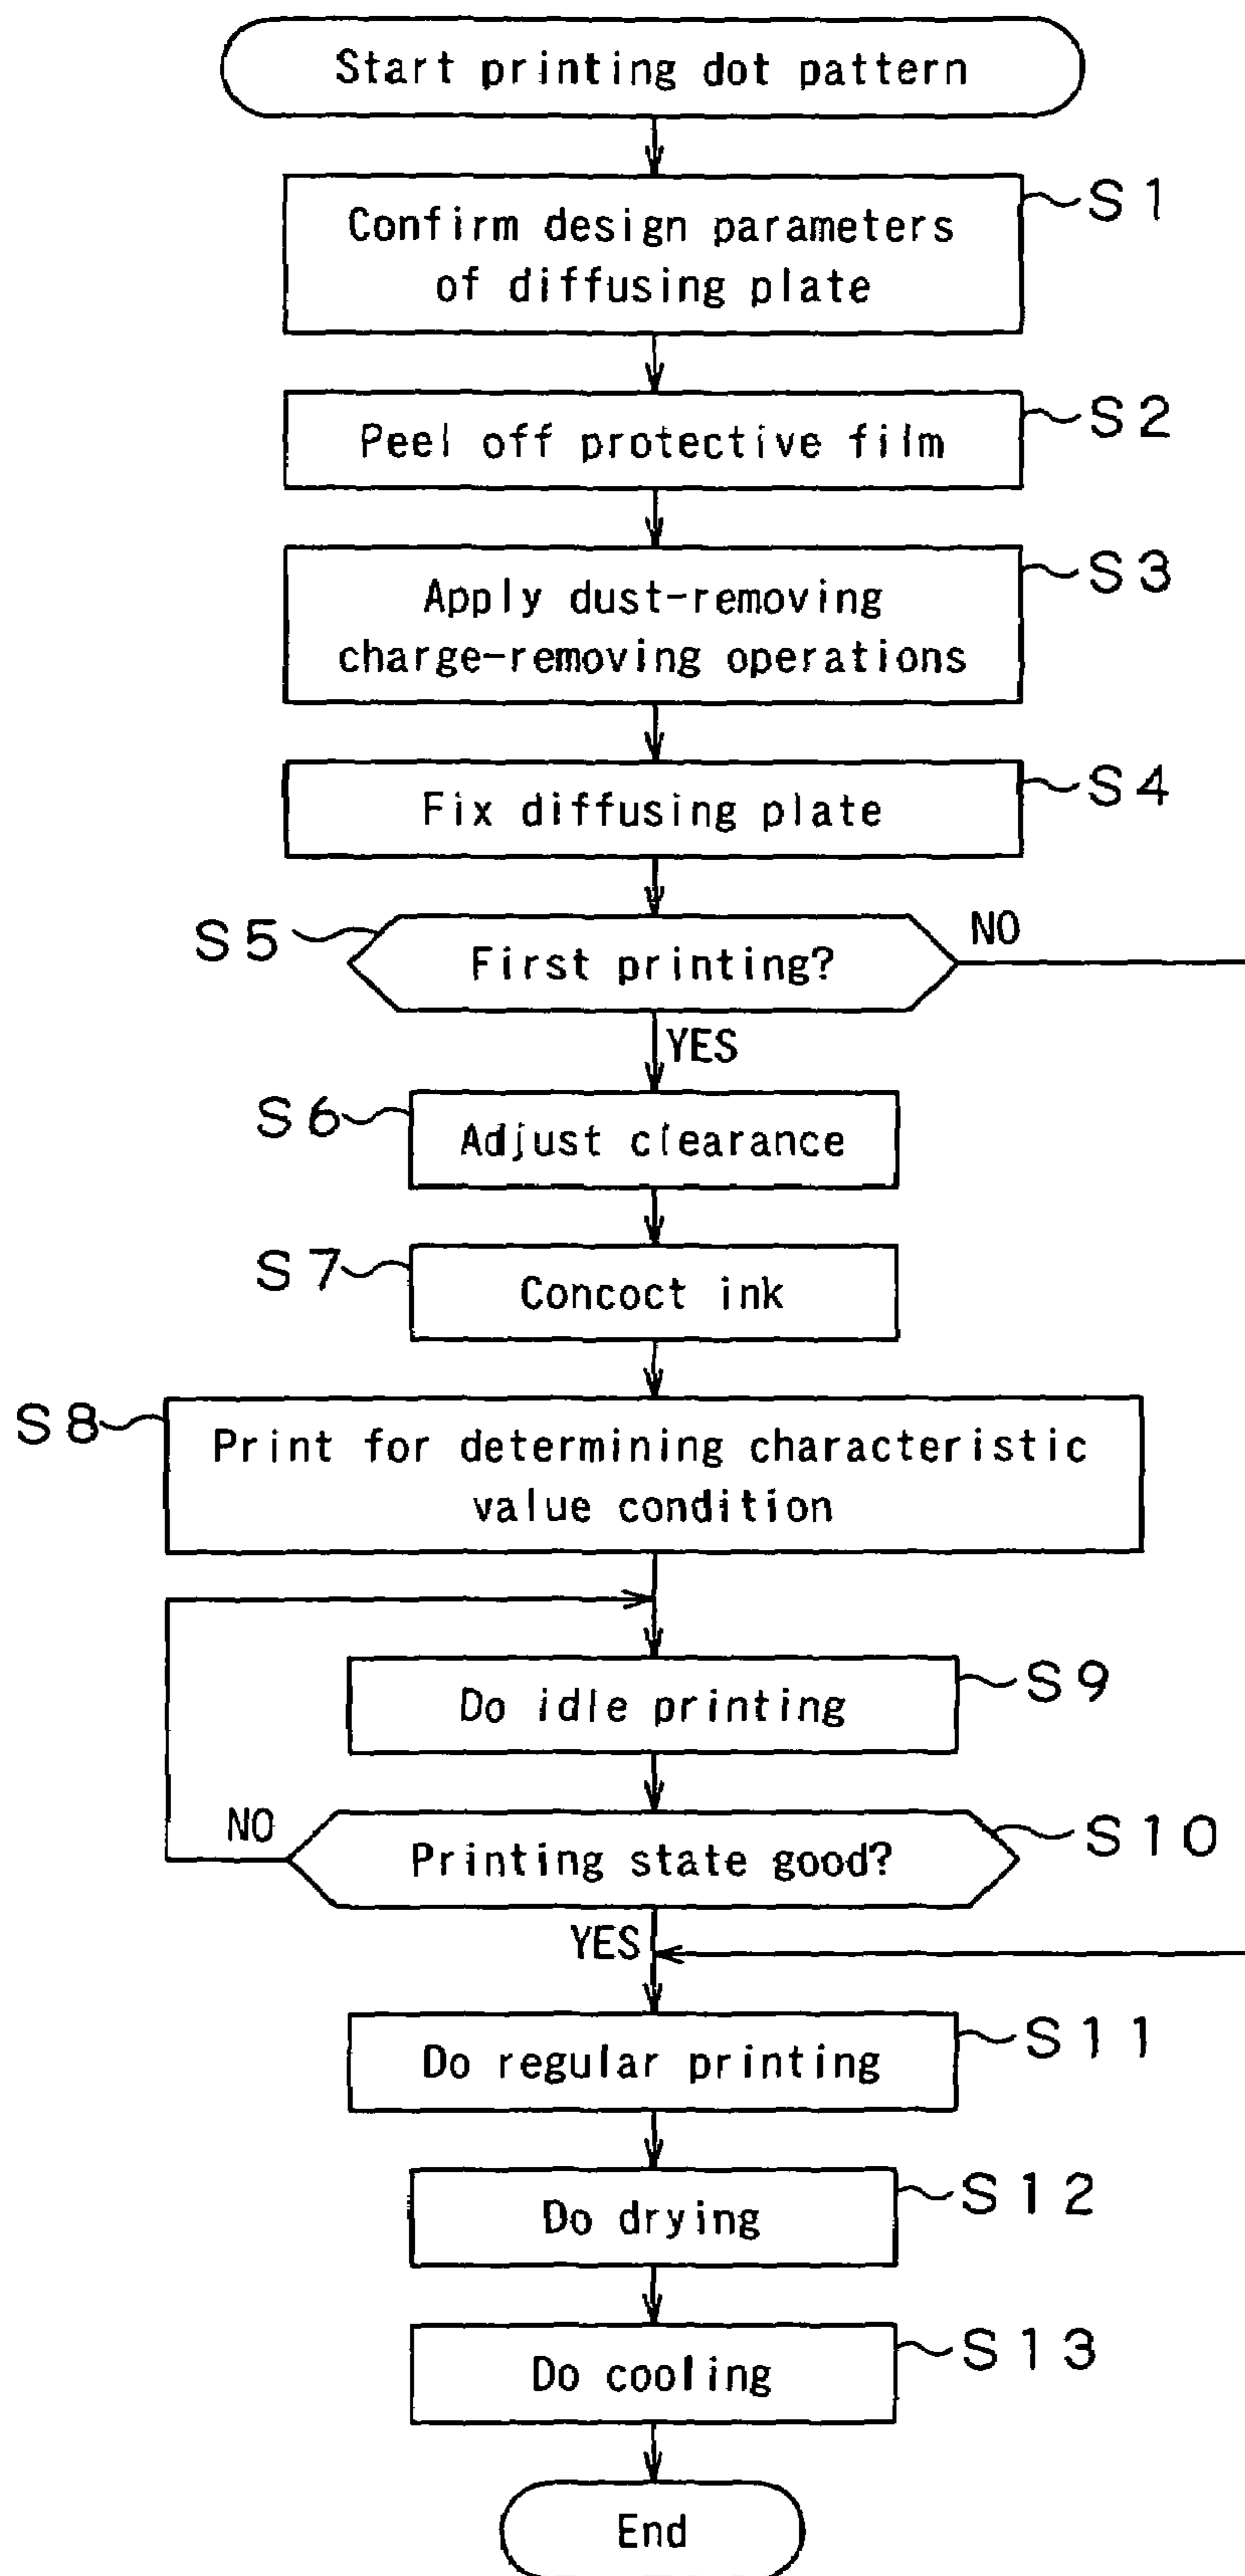 Start printing dot pattern
S1
Confirm design parameters
of diffusing plate
S2
Peel off protective film
S3
Apply dust-removing
charge-removing operations
S4
Fix diffusing plate
S5
First printing?
NO
YES
S6
Adjust clearance
S7
Concoct ink
S8
Print for determining characteristic
value condition
S9
Do idle printing
NO
S10
Printing state good?
YES
S11
Do regular printing
S12
Do drying
S13
Do cooling
End